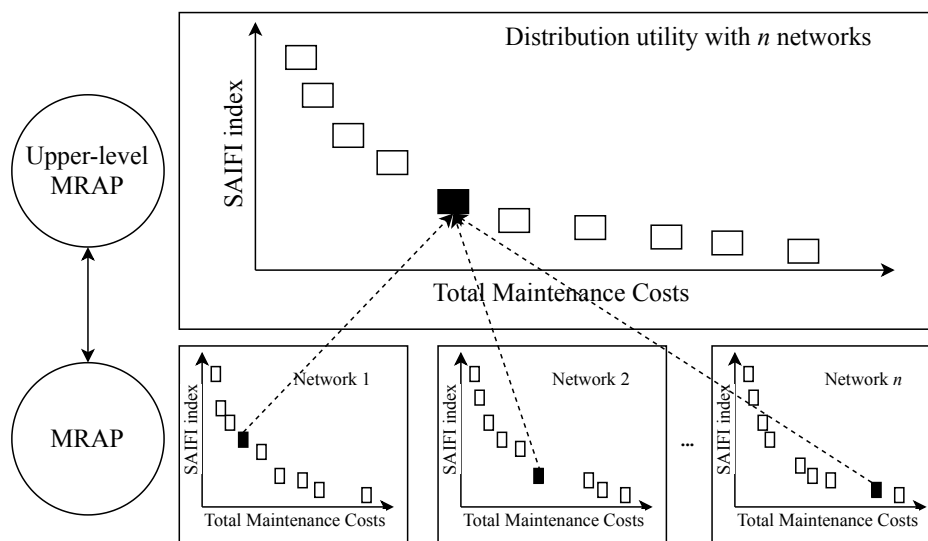 Distribution utility with n networks
SAIFI index
Total Maintenance Costs
Upper-level
MRAP
MRAP
Network 1
SAIFI index
Total Maintenance Costs
Network 2
SAIFI index
Total Maintenance Costs
...
Network n
SAIFI index
Total Maintenance Costs